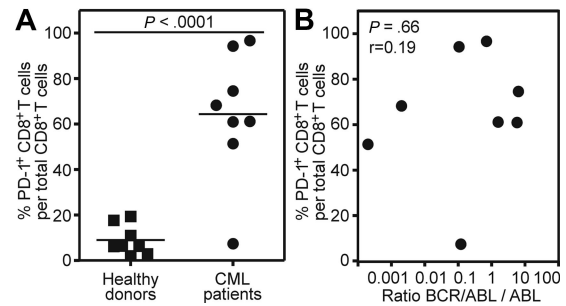 A
P < .0001
% PD-1+ CD8+T cells
per total CD8+T cells
100
80
60
40
20
0
Healthy
donors
CML
patients
B
P = .66
r=0.19
% PD-1+ CD8+T cells
per total CD8+T cells
100
80
60
40
20
0
0.001 0.01 0.1 1 10 100
Ratio BCR/ABL / ABL